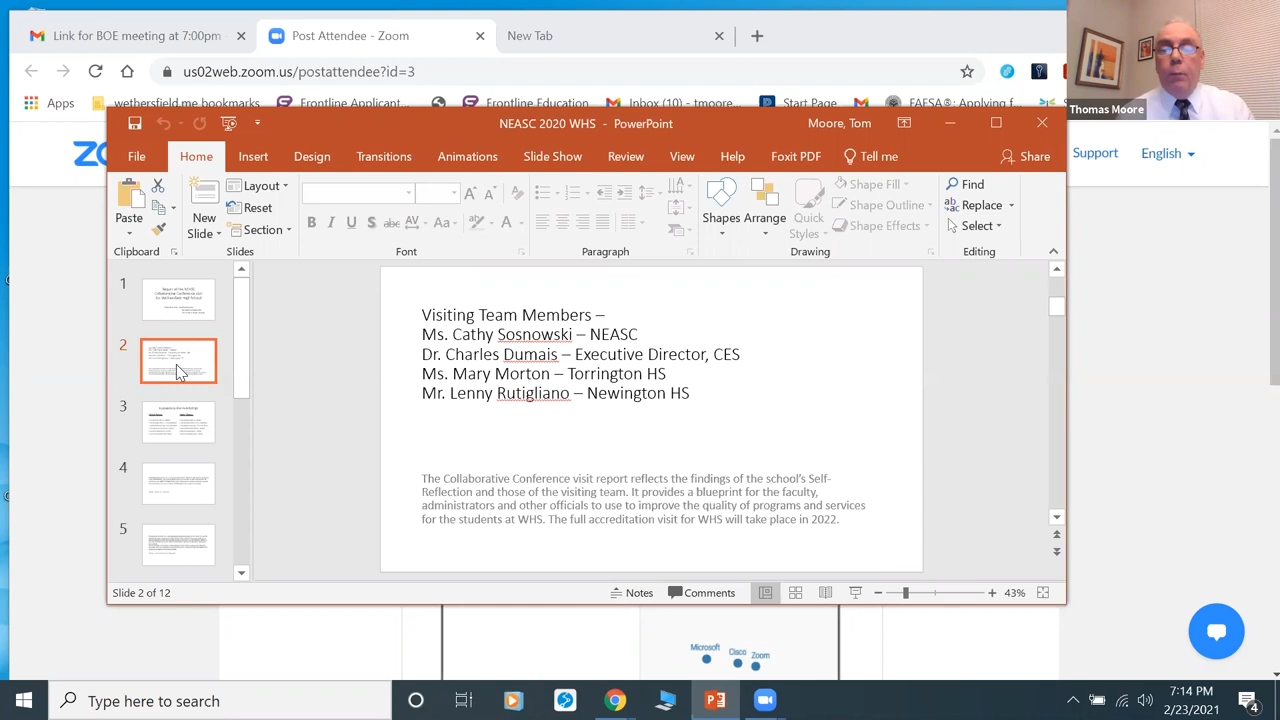 Link for BOE meeting at 7:00pm
Post Attendee - Zoom
New Tab
us02web.zoom.us/postattendee?id=3
Apps
wethersfield.me bookmarks
Frontline Applicant
Frontline Education
Inbox (10) - tmoore
Start Page
FAFSA®: Applying f
Thomas Moore
NEASC 2020 WHS - PowerPoint
Moore, Tom
Support
English
File
Home
Insert
Design
Transitions
Animations
Slide Show
Review
View
Help
Foxit PDF
Tell me
Share
Paste
New
Slide
Layout
Reset
Section
B I U S abc AV Aa A
Shapes
Arrange
Quick
Styles
Shape Fill
Shape Outline
Shape Effects
Find
Replace
Select
Clipboard
Slides
Font
Paragraph
Drawing
Editing
1
2
3
4
5
Visiting Team Members –
Ms. Cathy Sosnowski – NEASC
Dr. Charles Dumais – Executive Director, CES
Ms. Mary Morton – Torrington HS
Mr. Lenny Rutigliano – Newington HS
The Collaborative Conference visit report reflects the findings of the school's Self-
Reflection and those of the visiting team. It provides a blueprint for the faculty,
administrators and other officials to use to improve the quality of programs and services
for the students at WHS. The full accreditation visit for WHS will take place in 2022.
Slide 2 of 12
Notes
Comments
43%
Microsoft
Cisco
Zoom
Type here to search
7:14 PM
2/23/2021
4